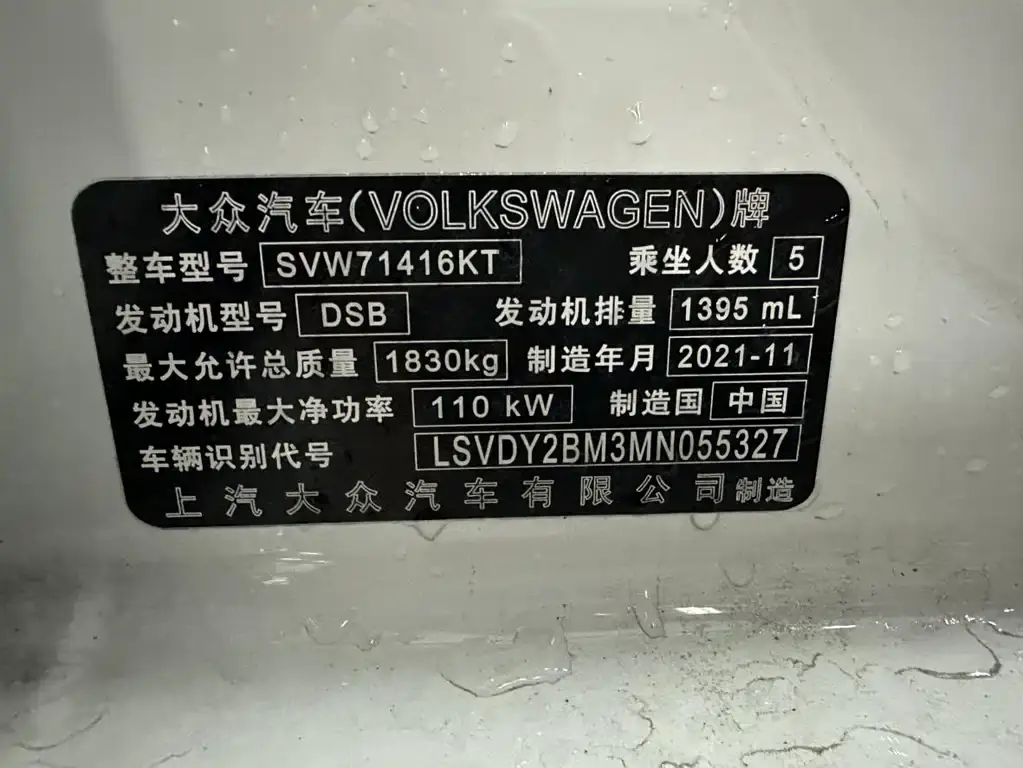 大众汽车(VOLKSWAGEN)牌
整车型号 SVW71416KT 乘坐人数 5
发动机型号 DSB 发动机排量 1395 mL
最大允许总质量 1830kg 制造年月 2021-11
发动机最大净功率 110 kW 制造国 中国
车辆识别代号 LSVDY2BM3MN055327
上汽大众汽车有限公司制造